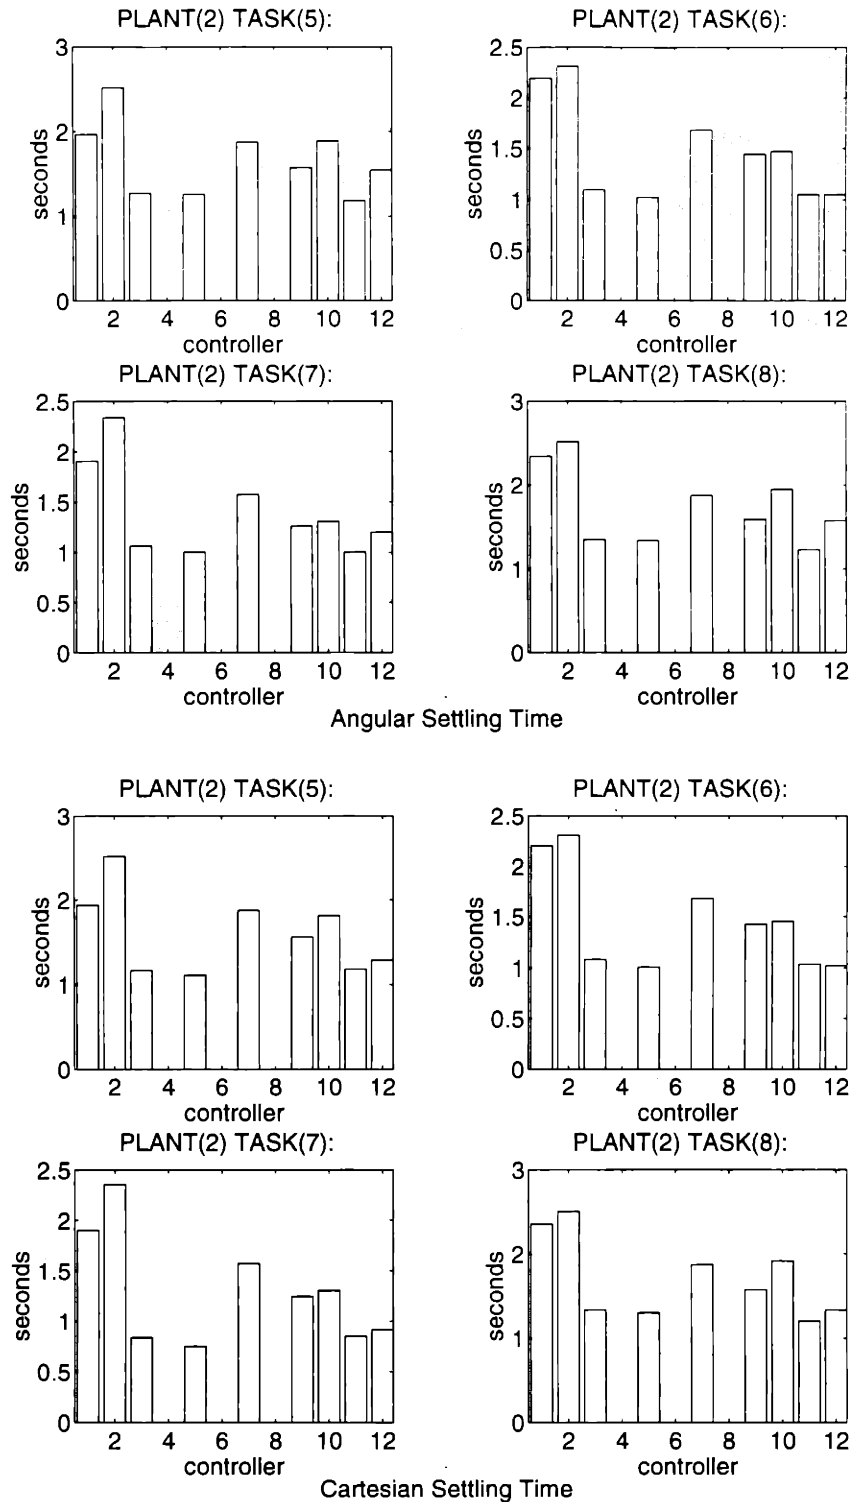 PLANT(2) TASK(5):
3
2
1
0
seconds
2 4 6 8 10 12
controller
PLANT(2) TASK(6):
2.5
2
1.5
1
0.5
0
seconds
2 4 6 8 10 12
controller
PLANT(2) TASK(7):
2.5
2
1.5
1
0.5
0
seconds
2 4 6 8 10 12
controller
PLANT(2) TASK(8):
3
2
1
0
seconds
2 4 6 8 10 12
controller
Angular Settling Time
PLANT(2) TASK(5):
3
2
1
0
seconds
2 4 6 8 10 12
controller
PLANT(2) TASK(6):
2.5
2
1.5
1
0.5
0
seconds
2 4 6 8 10 12
controller
PLANT(2) TASK(7):
2.5
2
1.5
1
0.5
0
seconds
2 4 6 8 10 12
controller
PLANT(2) TASK(8):
3
2
1
0
seconds
2 4 6 8 10 12
controller
Cartesian Settling Time